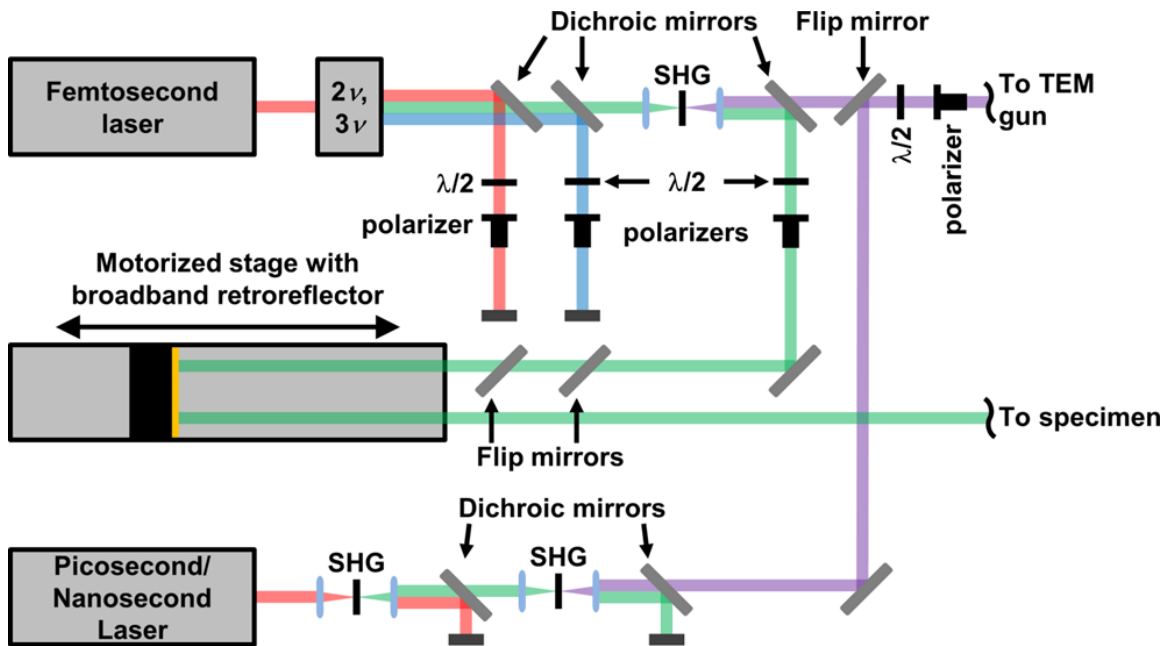 Dichroic mirrors
Flip mirror
Femtosecond
laser
2ν,
3ν
SHG
To TEM
gun
λ/2
polarizer
λ/2
polarizer
λ/2
polarizers
Motorized stage with
broadband retroreflector
To specimen
Flip mirrors
Dichroic mirrors
Picosecond/
Nanosecond
Laser
SHG
SHG